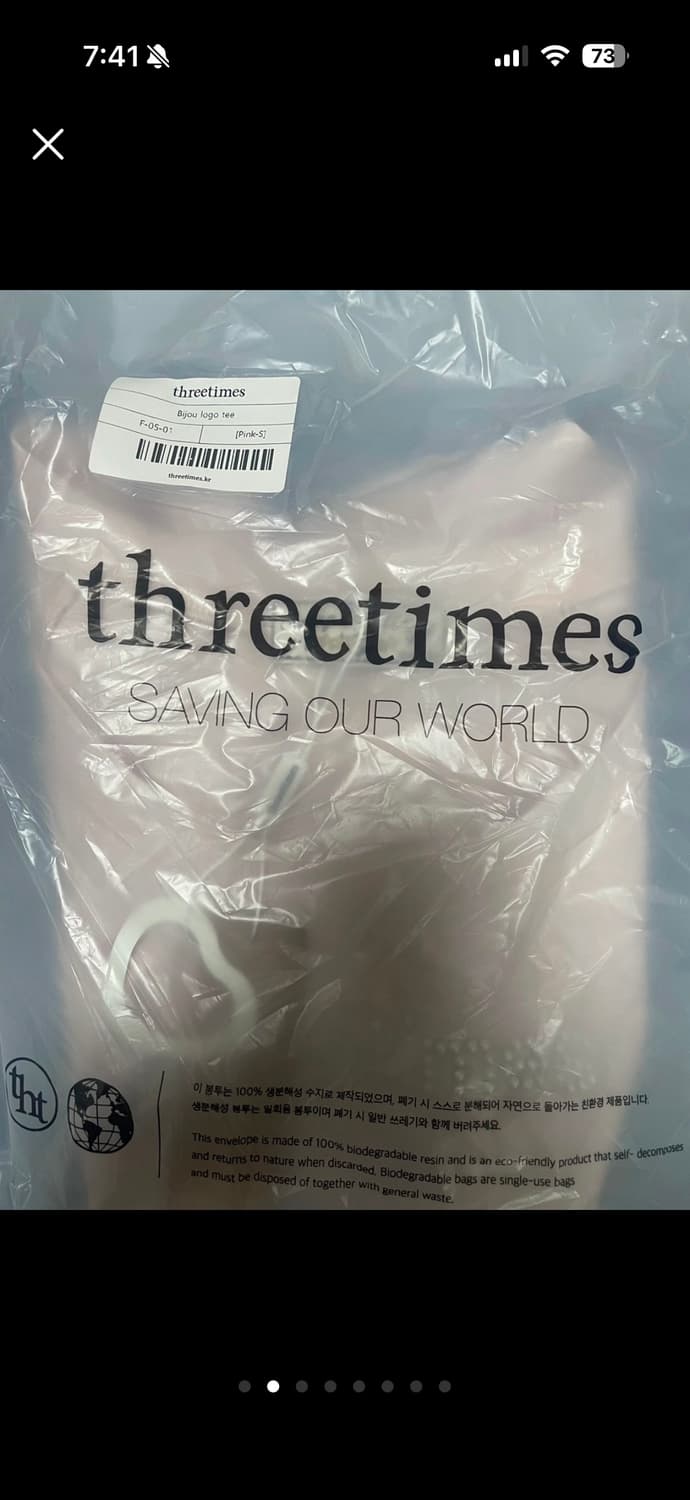 7:41
73
threetimes
Bijou logo tee
F-05-01
[Pink-S]
threetimes.kr
threetimes
SAVING OUR WORLD
tht
이 봉투는 100% 생분해성 수지로 제작되었으며, 폐기 시 스스로 분해되어 자연으로 돌아가는 친환경 제품입니다.
생분해성 봉투는 일회용 봉투이며 폐기 시 일반 쓰레기와 함께 버려주세요.
This envelope is made of 100% biodegradable resin and is an eco-friendly product that self- decomposes
and returns to nature when discarded. Biodegradable bags are single-use bags
and must be disposed of together with general waste.